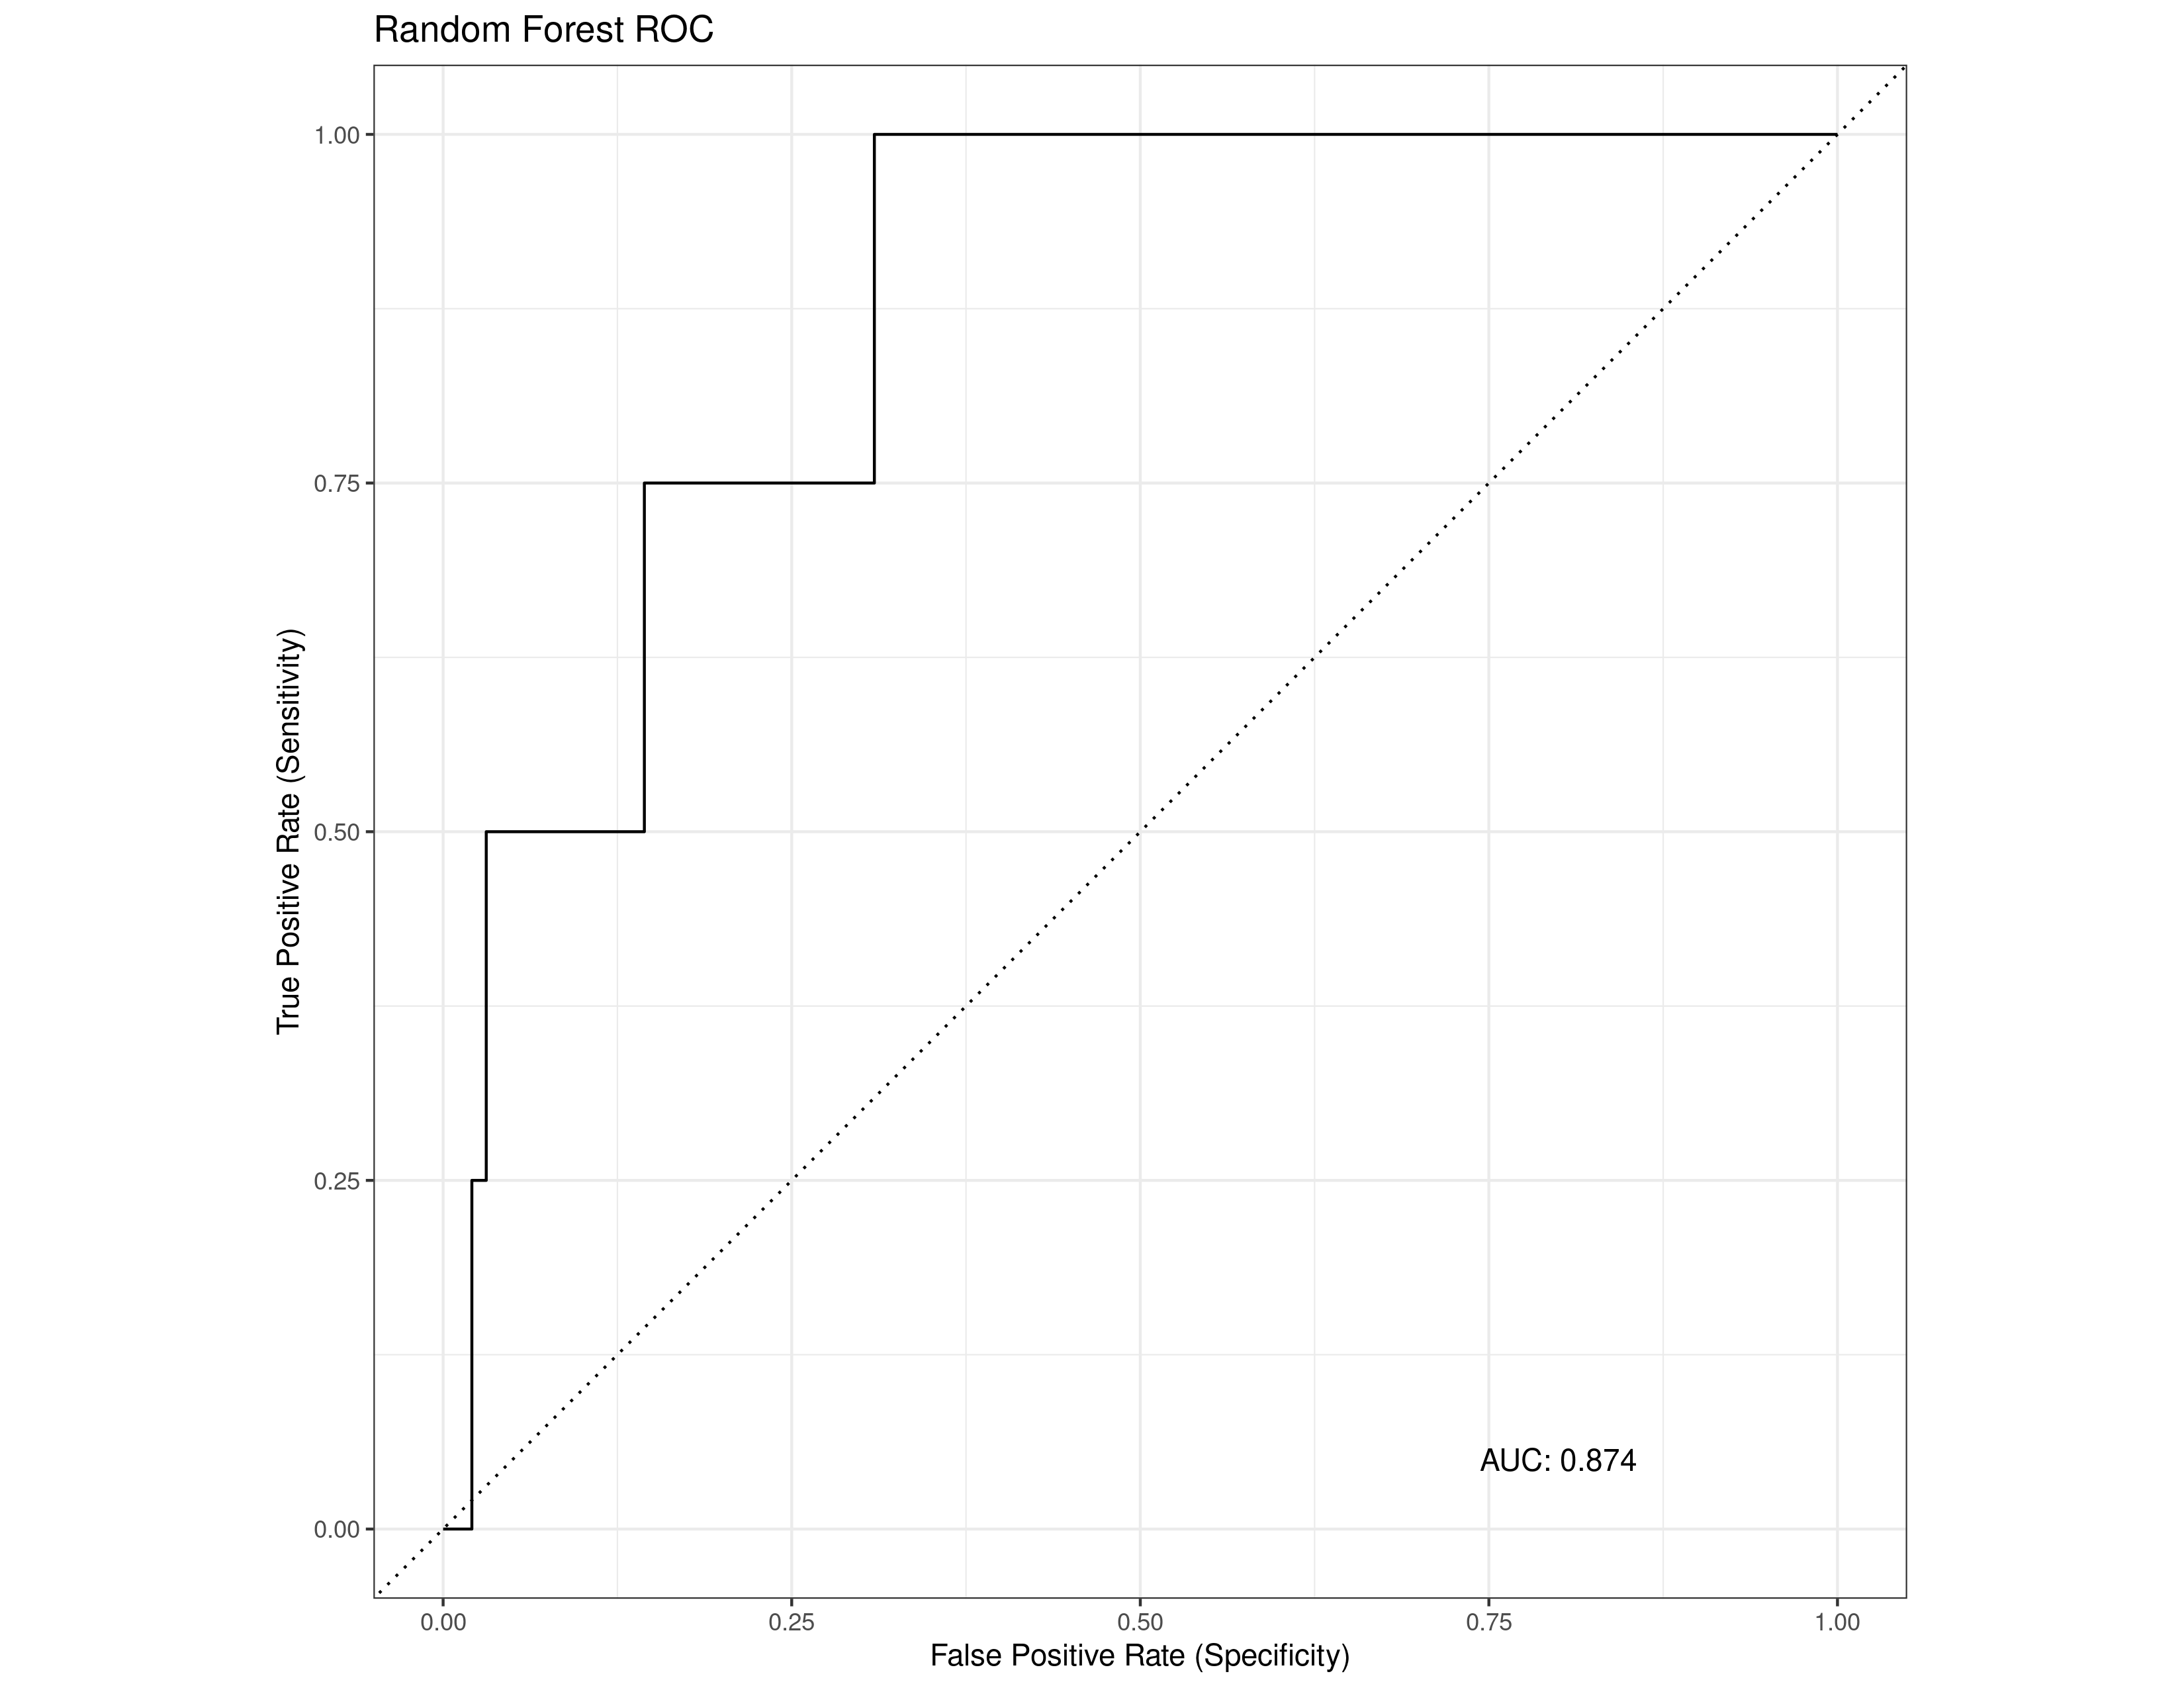 Random Forest ROC
1.00
0.75
0.50
0.25
0.00
True Positive Rate (Sensitivity)
AUC: 0.874
0.00 0.25 0.50 0.75 1.00
False Positive Rate (Specificity)